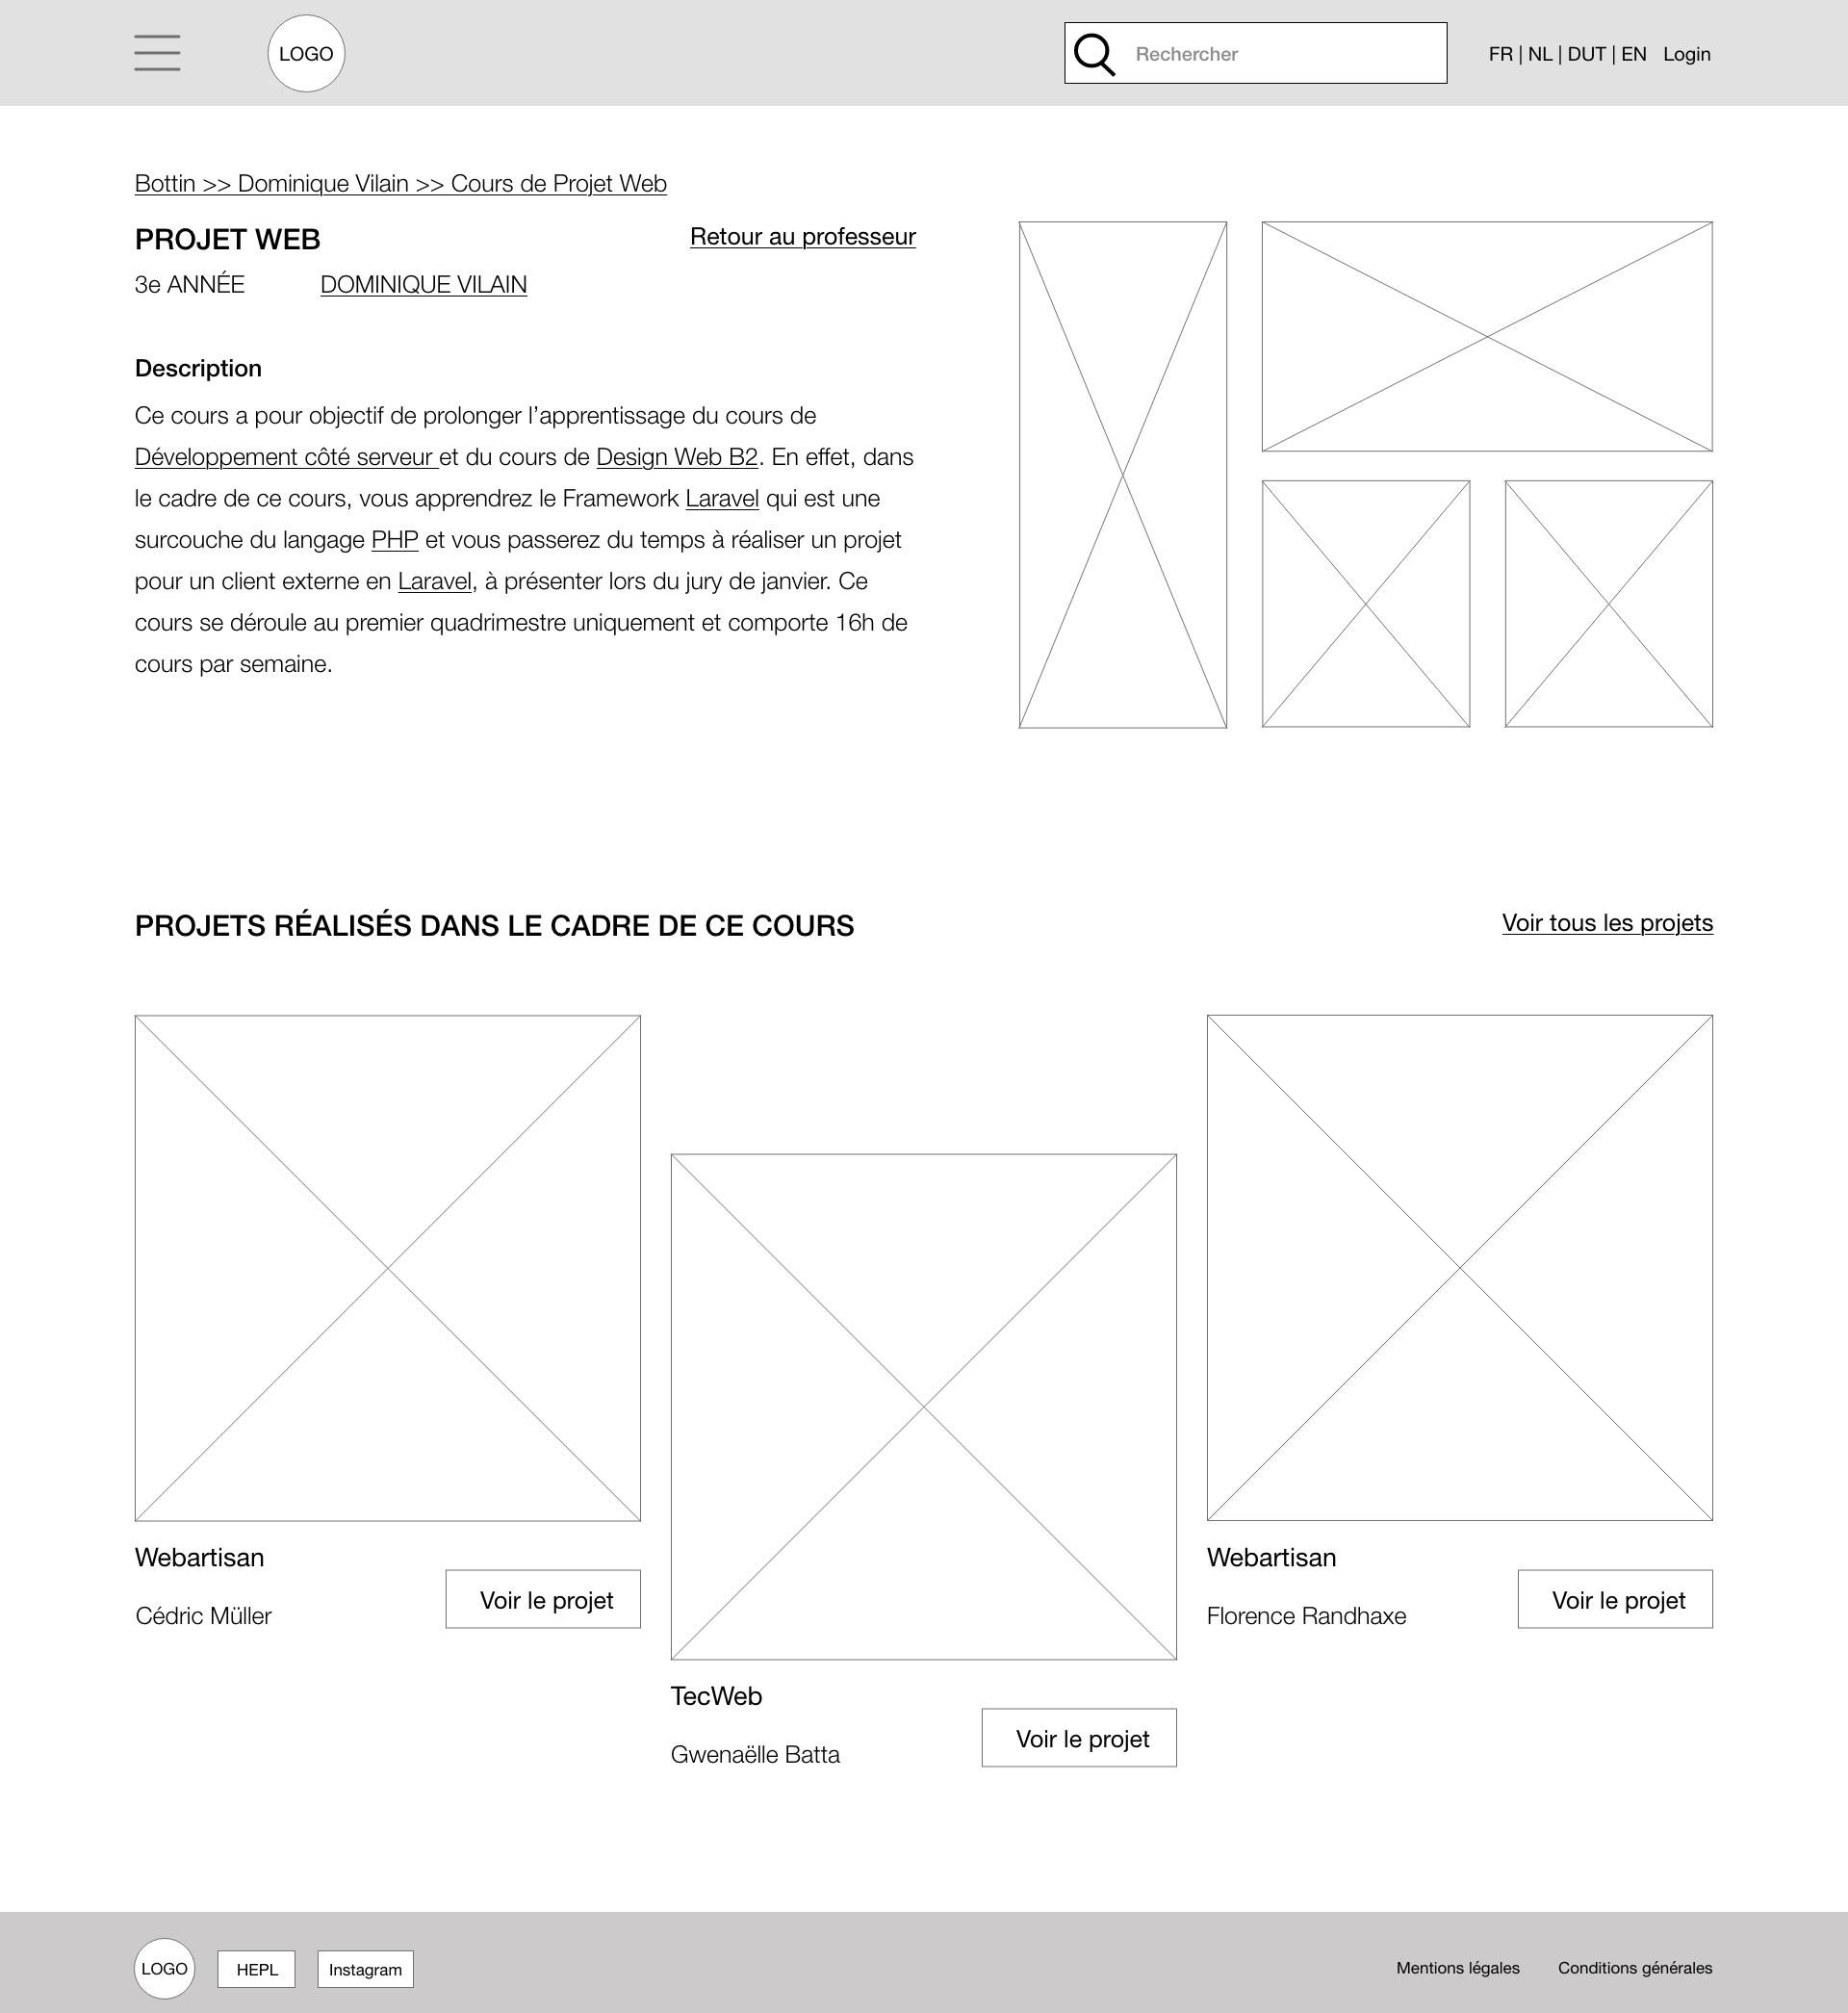 LOGO
Rechercher
FR | NL | DUT | EN Login
Bottin >> Dominique Vilain >> Cours de Projet Web
PROJET WEB
Retour au professeur
3e ANNÉE
DOMINIQUE VILAIN
Description
Ce cours a pour objectif de prolonger l’apprentissage du cours de
Développement côté serveur et du cours de Design Web B2. En effet, dans
le cadre de ce cours, vous apprendrez le Framework Laravel qui est une
surcouche du langage PHP et vous passerez du temps à réaliser un projet
pour un client externe en Laravel, à présenter lors du jury de janvier. Ce
cours se déroule au premier quadrimestre uniquement et comporte 16h de
cours par semaine.
PROJETS RÉALISÉS DANS LE CADRE DE CE COURS
Voir tous les projets
Webartisan
Cédric Müller
Voir le projet
TecWeb
Gwenaëlle Batta
Voir le projet
Webartisan
Florence Randhaxe
Voir le projet
LOGO
HEPL
Instagram
Mentions légales
Conditions générales